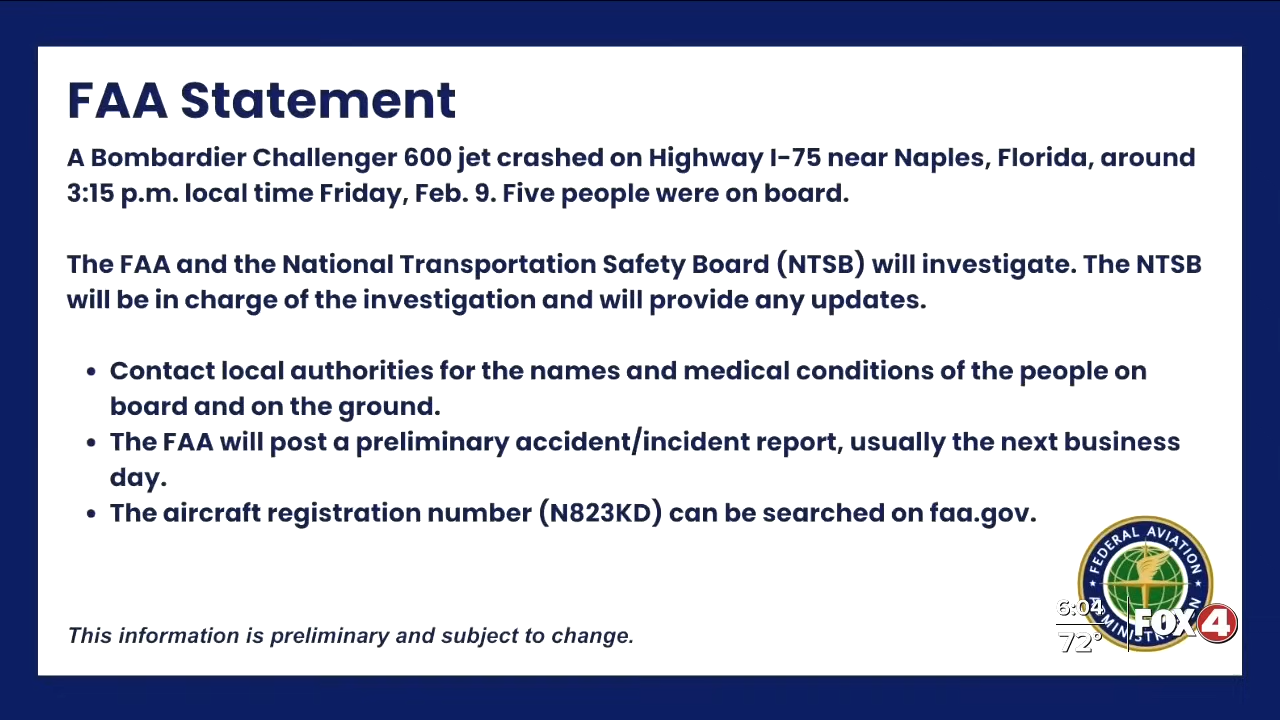 FAA Statement
A Bombardier Challenger 600 jet crashed on Highway I-75 near Naples, Florida, around
3:15 p.m. local time Friday, Feb. 9. Five people were on board.
The FAA and the National Transportation Safety Board (NTSB) will investigate. The NTSB
will be in charge of the investigation and will provide any updates.
• Contact local authorities for the names and medical conditions of the people on
board and on the ground.
• The FAA will post a preliminary accident/incident report, usually the next business
day.
• The aircraft registration number (N823KD) can be searched on faa.gov.
FEDERAL AVIATION
6:04
72°
FOX 4
This information is preliminary and subject to change.